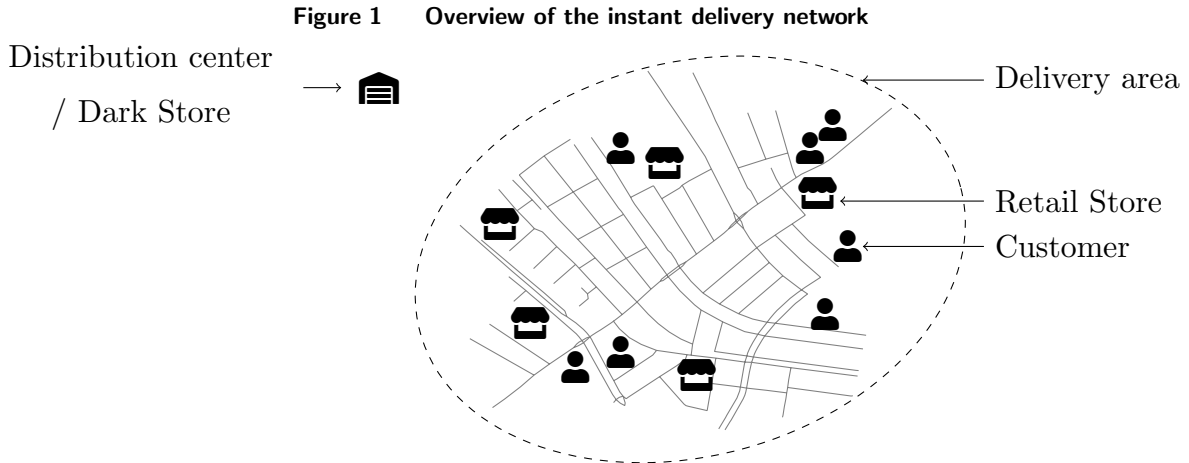 Figure 1 Overview of the instant delivery network
Distribution center
/ Dark Store
Delivery area
Retail Store
Customer